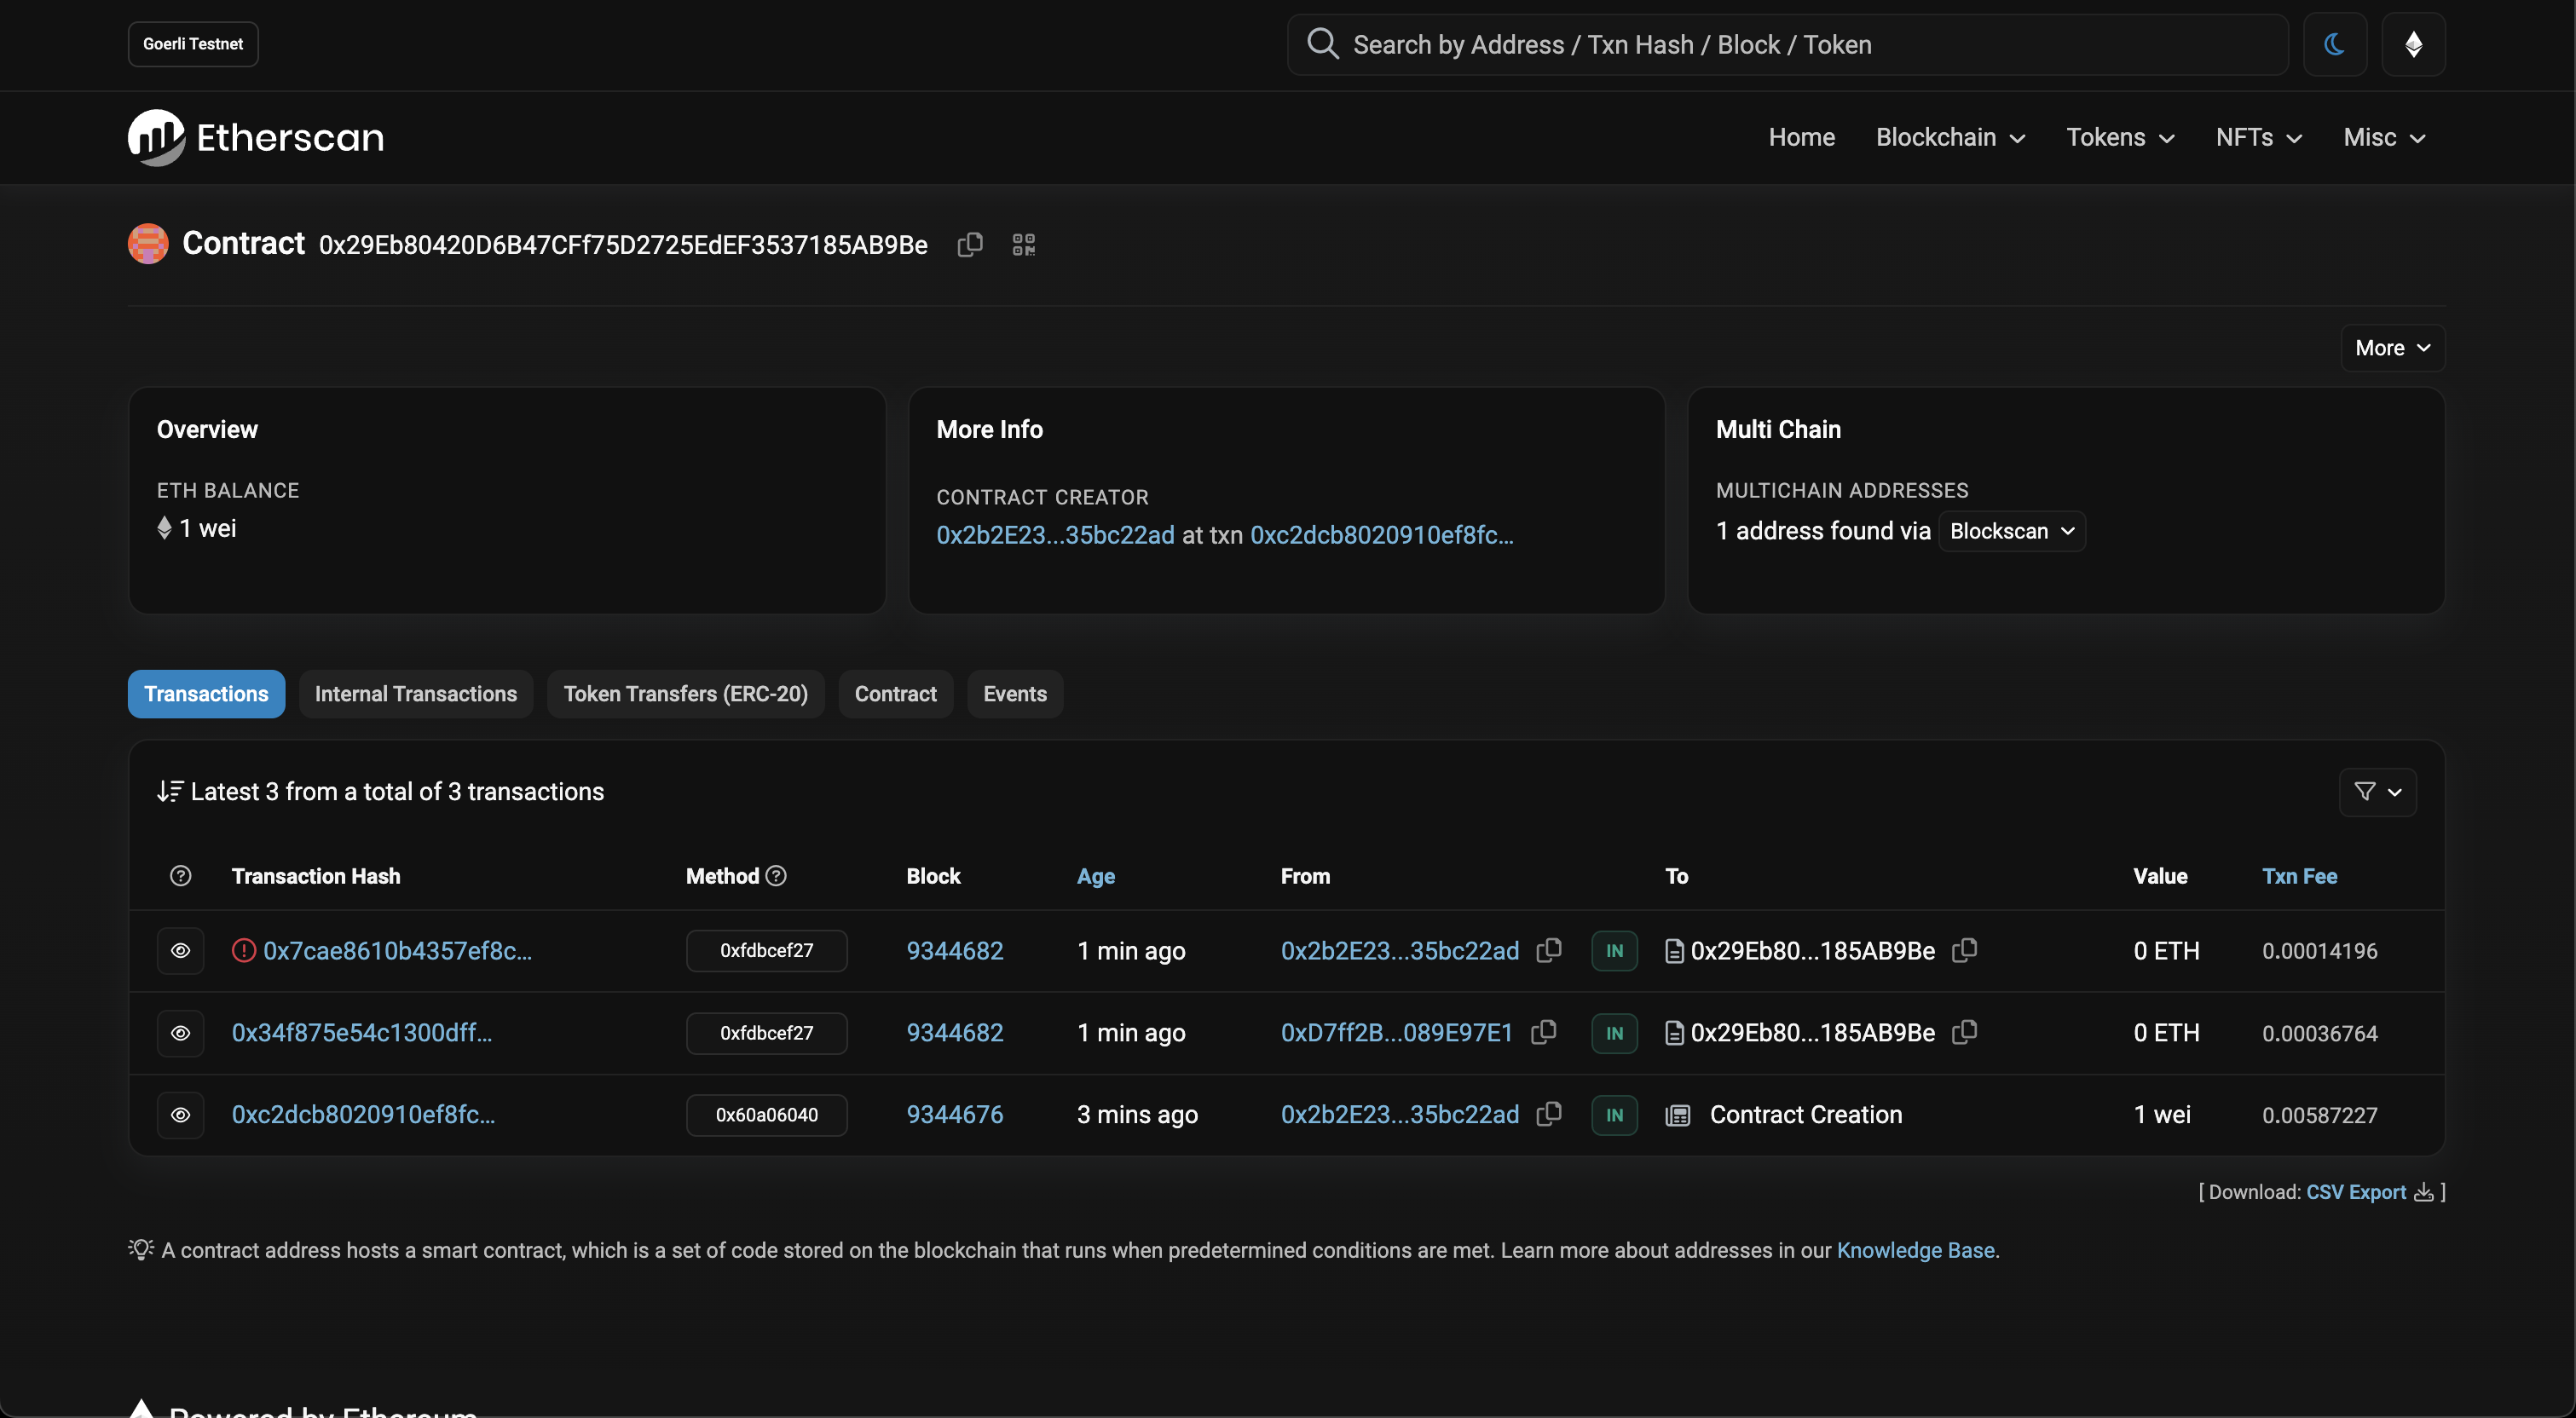 Goerli Testnet
Search by Address / Txn Hash / Block / Token
Etherscan
Home Blockchain Tokens NFTs Misc
Contract 0x29Eb80420D6B47CFf75D2725EdEF3537185AB9Be
More
Overview
ETH BALANCE
1 wei
More Info
CONTRACT CREATOR
0x2b2E23...35bc22ad at txn 0xc2dcb8020910ef8fc...
Multi Chain
MULTICHAIN ADDRESSES
1 address found via Blockscan
Transactions Internal Transactions Token Transfers (ERC-20) Contract Events
Latest 3 from a total of 3 transactions
Transaction Hash Method Block Age From To Value Txn Fee
0x7cae8610b4357ef8c... 0xfdbcef27 9344682 1 min ago 0x2b2E23...35bc22ad IN 0x29Eb80...185AB9Be 0 ETH 0.00014196
0x34f875e54c1300dff... 0xfdbcef27 9344682 1 min ago 0xD7ff2B...089E97E1 IN 0x29Eb80...185AB9Be 0 ETH 0.00036764
0xc2dcb8020910ef8fc... 0x60a06040 9344676 3 mins ago 0x2b2E23...35bc22ad IN Contract Creation 1 wei 0.00587227
[ Download: CSV Export ]
A contract address hosts a smart contract, which is a set of code stored on the blockchain that runs when predetermined conditions are met. Learn more about addresses in our Knowledge Base.
Powered by Ethereum